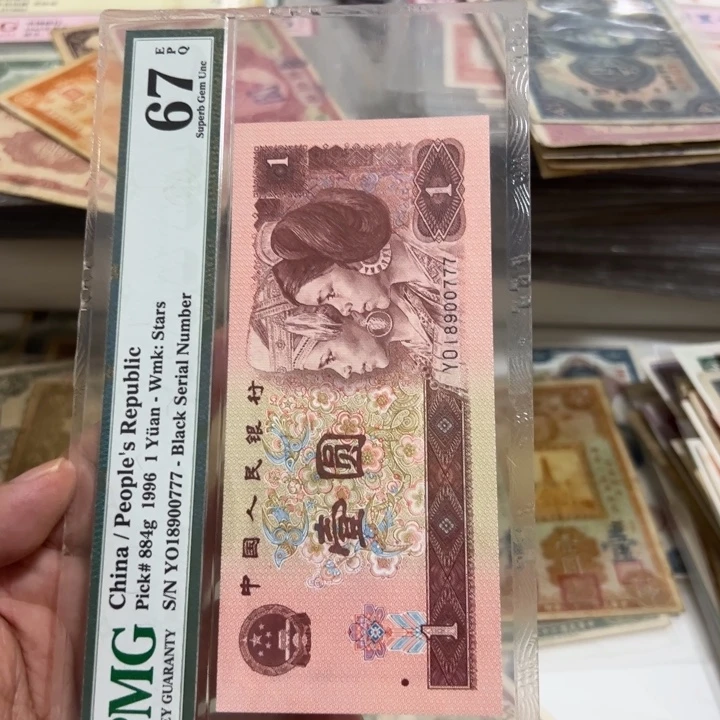 67
E
P
Q
Superb Gem Unc
China / People's Republic
Pick# 884g 1996 1 Yüan - Wmk: Stars
S/N YO18900777 - Black Serial Number
PMG
Y GUARANTY
1
1
YO18900777
中国人民银行
壹圆
1